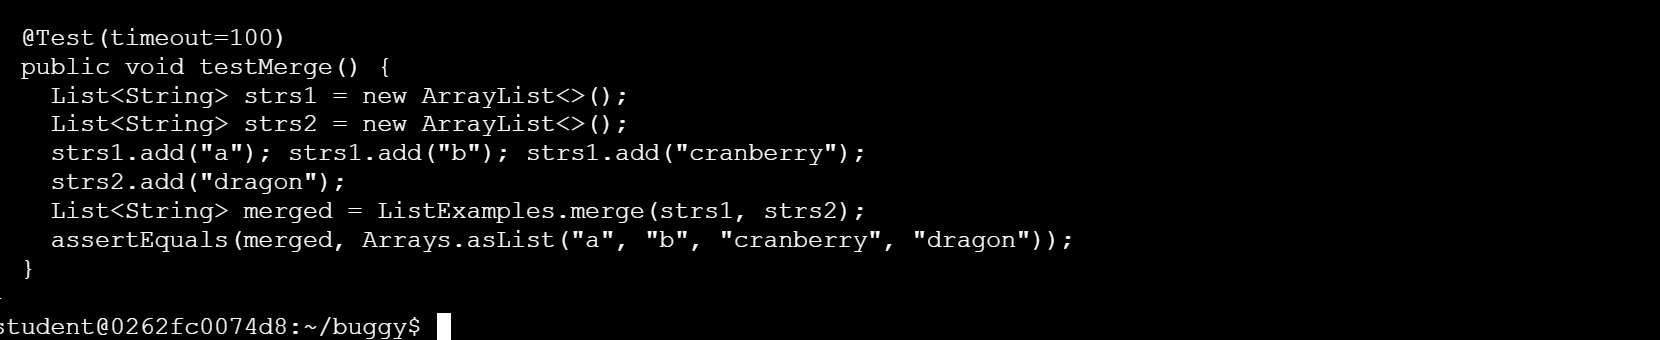 @Test(timeout=100)
public void testMerge() {
List<String> strs1 = new ArrayList<>();
List<String> strs2 = new ArrayList<>();
strs1.add("a"); strs1.add("b"); strs1.add("cranberry");
strs2.add("dragon");
List<String> merged = ListExamples.merge(strs1, strs2);
assertEquals(merged, Arrays.asList("a", "b", "cranberry", "dragon"));
}
student@0262fc0074d8:~/buggy$